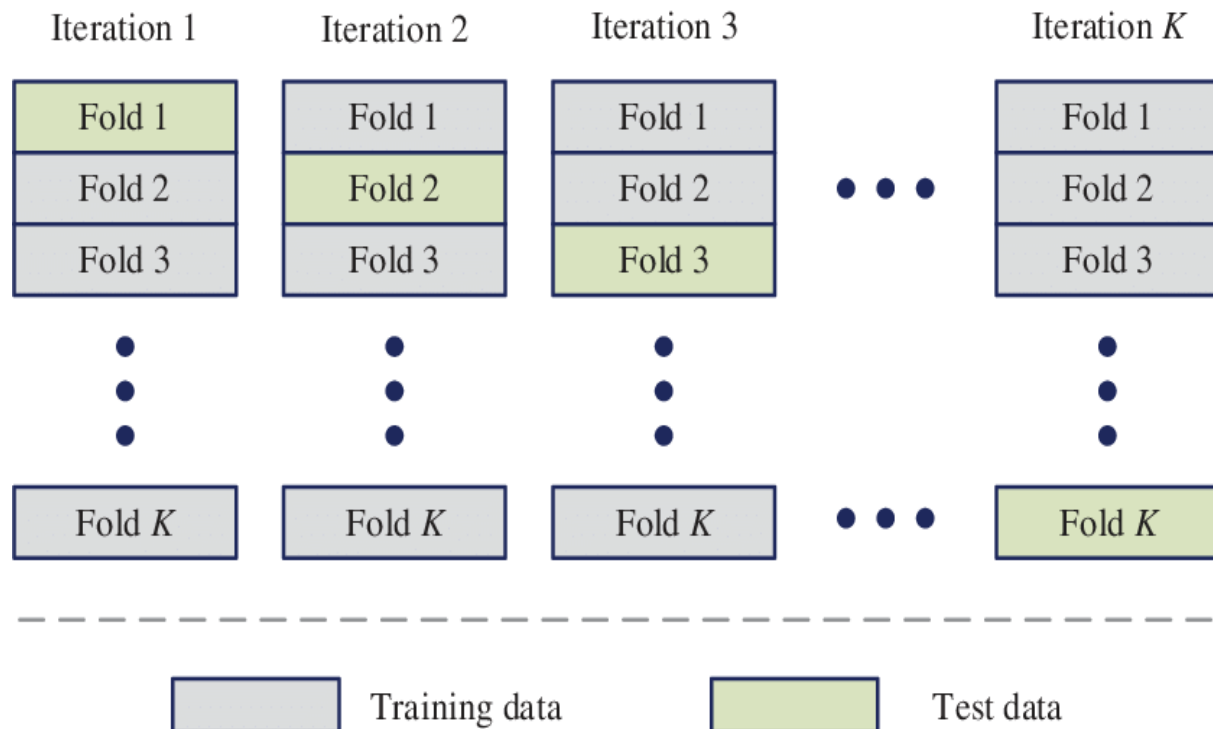 Iteration 1
Iteration 2
Iteration 3
Iteration K
Fold 1
Fold 1
Fold 1
Fold 1
Fold 2
Fold 2
Fold 2
Fold 2
Fold 3
Fold 3
Fold 3
Fold 3
Fold K
Fold K
Fold K
Fold K
Training data
Test data